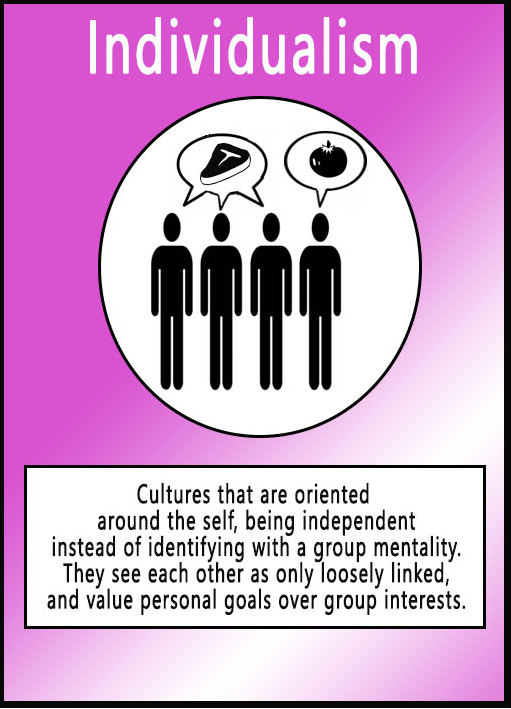 Individualism
Cultures that are oriented
around the self, being independent
instead of identifying with a group mentality.
They see each other as only loosely linked,
and value personal goals over group interests.